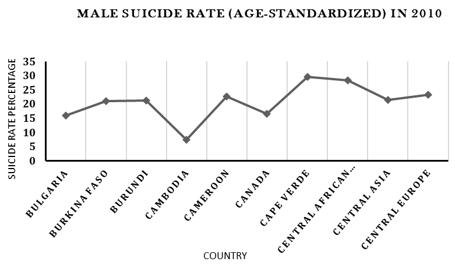 MALE SUICIDE RATE (AGE-STANDARDIZED) IN 2010
SUICIDE RATE PERCENTAGE
35
30
25
20
15
10
5
0
BULGARIA
BURKINA FASO
BURUNDI
CAMBODIA
CAMEROON
CANADA
CAPE VERDE
CENTRAL AFRICAN…
CENTRAL ASIA
CENTRAL EUROPE
COUNTRY